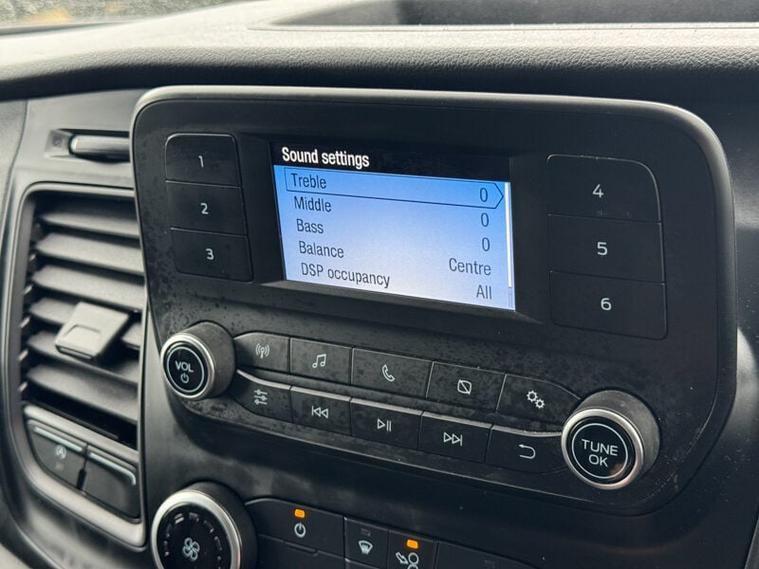 Sound settings
Treble 0
Middle 0
Bass 0
Balance Centre
DSP occupancy All
1
2
3
4
5
6
VOL
TUNE
OK